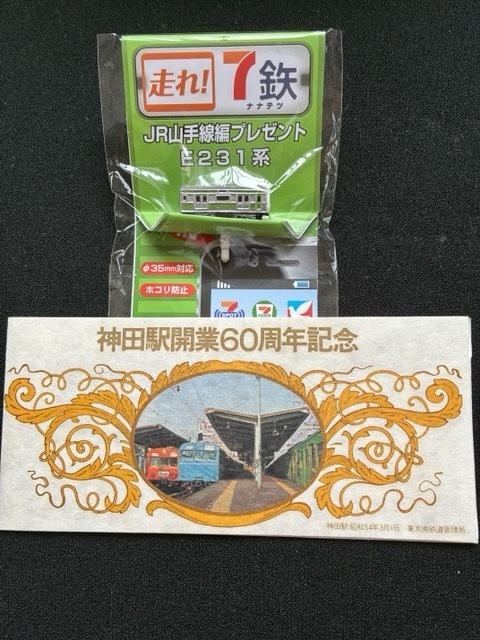 走れ!
7鉄
ナナテツ
JR山手線編プレゼント
E231系
φ35mm対応
ホコリ防止
7SPOT
神田駅開業60周年記念
神田駅 昭和54年3月1日 東京南鉄道管理局